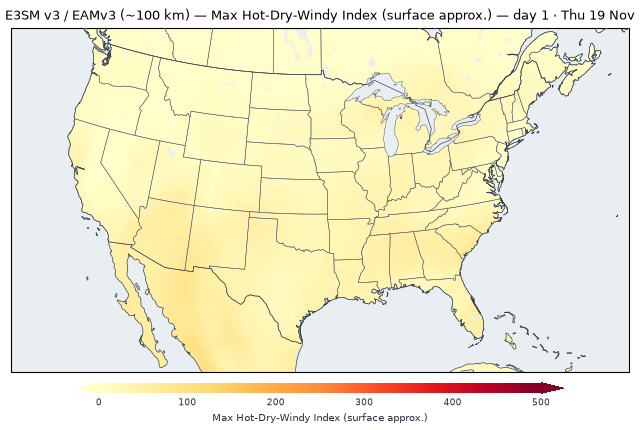 E3SM v3 / EAMv3 (~100 km) — Max Hot-Dry-Windy Index (surface approx.) — day 1 · Thu 19 Nov
0 100 200 300 400 500
Max Hot-Dry-Windy Index (surface approx.)